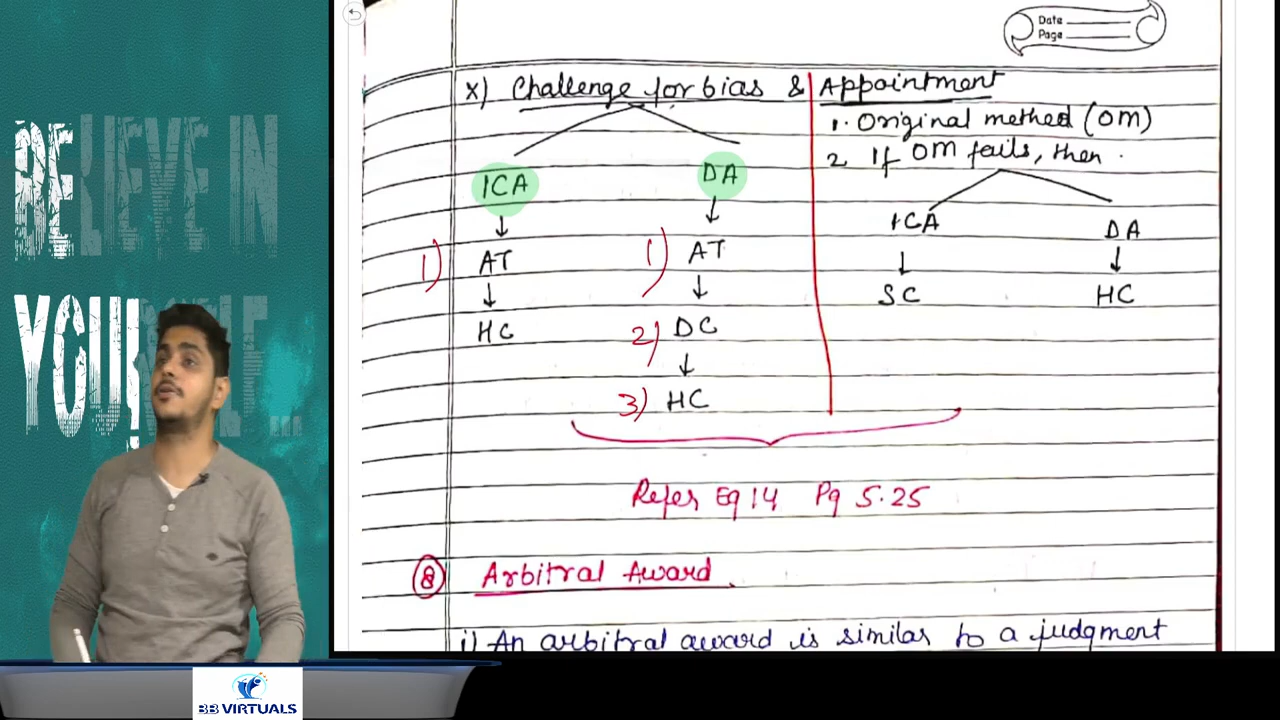 BELIEVE IN
YOURSELF...
BB VIRTUALS
Date
Page
x) Challenge for bias & Appointment
1. Original method (OM)
2 If OM fails, then
ICA
DA
↓
↓
1) AT
1) AT
↓
↓
HC
2) DC
↓
3) HC
ICA
DA
↓
↓
SC
HC
Refer Eg 14 Pg 5.25
8 Arbitral Award
i) An arbitral award is similar to a judgment